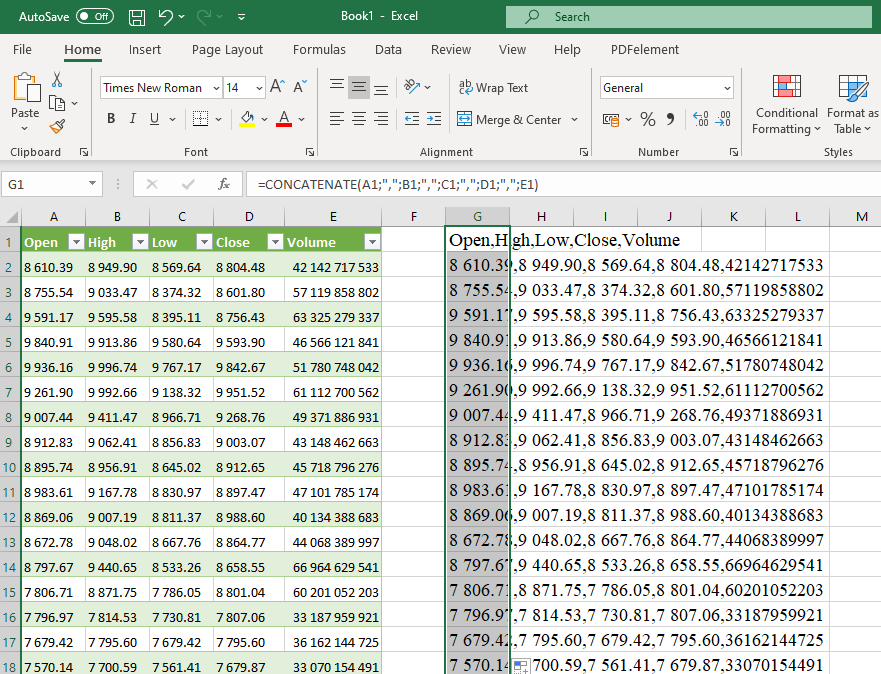 AutoSave Off Book1 - Excel Search
File Home Insert Page Layout Formulas Data Review View Help PDFelement
Paste Times New Roman 14 A A ab Wrap Text General Conditional Formatting Format as Table
B I U A Merge & Center % 9 .00 .00
Clipboard Font Alignment Number Styles
G1 fx =CONCATENATE(A1;",";B1;",";C1;",";D1;",";E1)
A B C D E F G H I J K L M
1 Open High Low Close Volume Open,High,Low,Close,Volume
2 8 610.39 8 949.90 8 569.64 8 804.48 42 142 717 533 8 610.39,8 949.90,8 569.64,8 804.48,42142717533
3 8 755.54 9 033.47 8 374.32 8 601.80 57 119 858 802 8 755.54,9 033.47,8 374.32,8 601.80,57119858802
4 9 591.17 9 595.58 8 395.11 8 756.43 63 325 279 337 9 591.17,9 595.58,8 395.11,8 756.43,63325279337
5 9 840.91 9 913.86 9 580.64 9 593.90 46 566 121 841 9 840.91,9 913.86,9 580.64,9 593.90,46566121841
6 9 936.16 9 996.74 9 767.17 9 842.67 51 780 748 042 9 936.16,9 996.74,9 767.17,9 842.67,51780748042
7 9 261.90 9 992.66 9 138.32 9 951.52 61 112 700 562 9 261.90,9 992.66,9 138.32,9 951.52,61112700562
8 9 007.44 9 411.47 8 966.71 9 268.76 49 371 886 931 9 007.44,9 411.47,8 966.71,9 268.76,49371886931
9 8 912.83 9 062.41 8 856.83 9 003.07 43 148 462 663 8 912.83,9 062.41,8 856.83,9 003.07,43148462663
10 8 895.74 8 956.91 8 645.02 8 912.65 45 718 796 276 8 895.74,8 956.91,8 645.02,8 912.65,45718796276
11 8 983.61 9 167.78 8 830.97 8 897.47 47 101 785 174 8 983.61,9 167.78,8 830.97,8 897.47,47101785174
12 8 869.06 9 007.19 8 811.37 8 988.60 40 134 388 683 8 869.06,9 007.19,8 811.37,8 988.60,40134388683
13 8 672.78 9 048.02 8 667.76 8 864.77 44 068 389 997 8 672.78,9 048.02,8 667.76,8 864.77,44068389997
14 8 797.67 9 440.65 8 533.26 8 658.55 66 964 629 541 8 797.67,9 440.65,8 533.26,8 658.55,66964629541
15 7 806.71 8 871.75 7 786.05 8 801.04 60 201 052 203 7 806.71,8 871.75,7 786.05,8 801.04,60201052203
16 7 796.97 7 814.53 7 730.81 7 807.06 33 187 959 921 7 796.97,7 814.53,7 730.81,7 807.06,33187959921
17 7 679.42 7 795.60 7 679.42 7 795.60 36 162 144 725 7 679.42,7 795.60,7 679.42,7 795.60,36162144725
18 7 570.14 7 700.59 7 561.41 7 679.87 33 070 154 491 7 570.14 700.59,7 561.41,7 679.87,33070154491